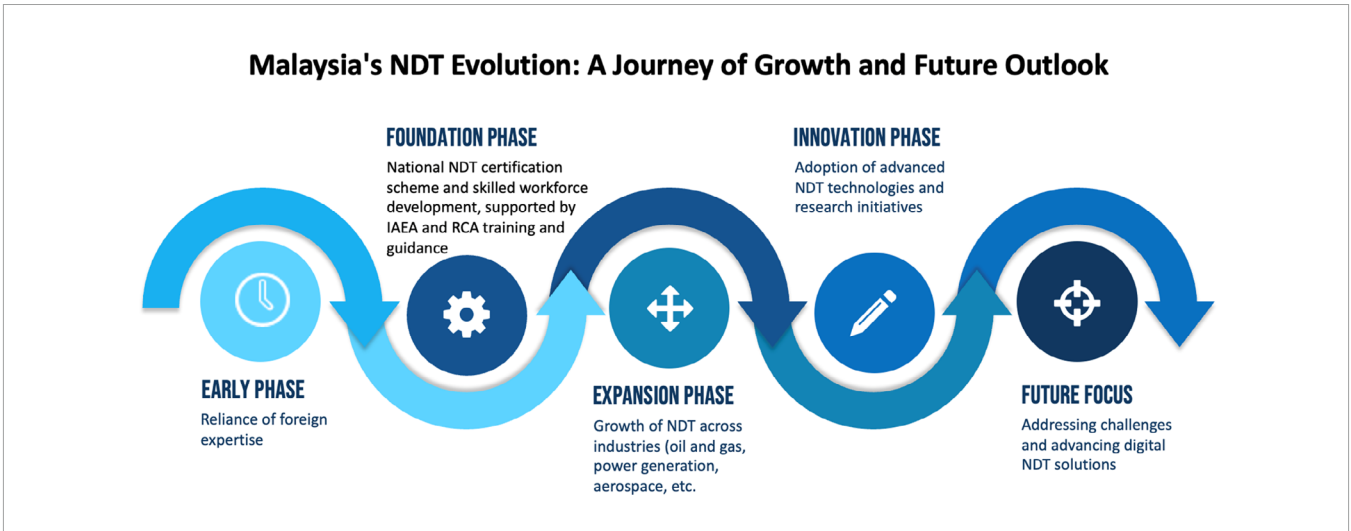 Malaysia's NDT Evolution: A Journey of Growth and Future Outlook
EARLY PHASE
Reliance of foreign
expertise
FOUNDATION PHASE
National NDT certification
scheme and skilled workforce
development, supported by
IAEA and RCA training and
guidance
EXPANSION PHASE
Growth of NDT across
industries (oil and gas,
power generation,
aerospace, etc.
INNOVATION PHASE
Adoption of advanced
NDT technologies and
research initiatives
FUTURE FOCUS
Addressing challenges
and advancing digital
NDT solutions